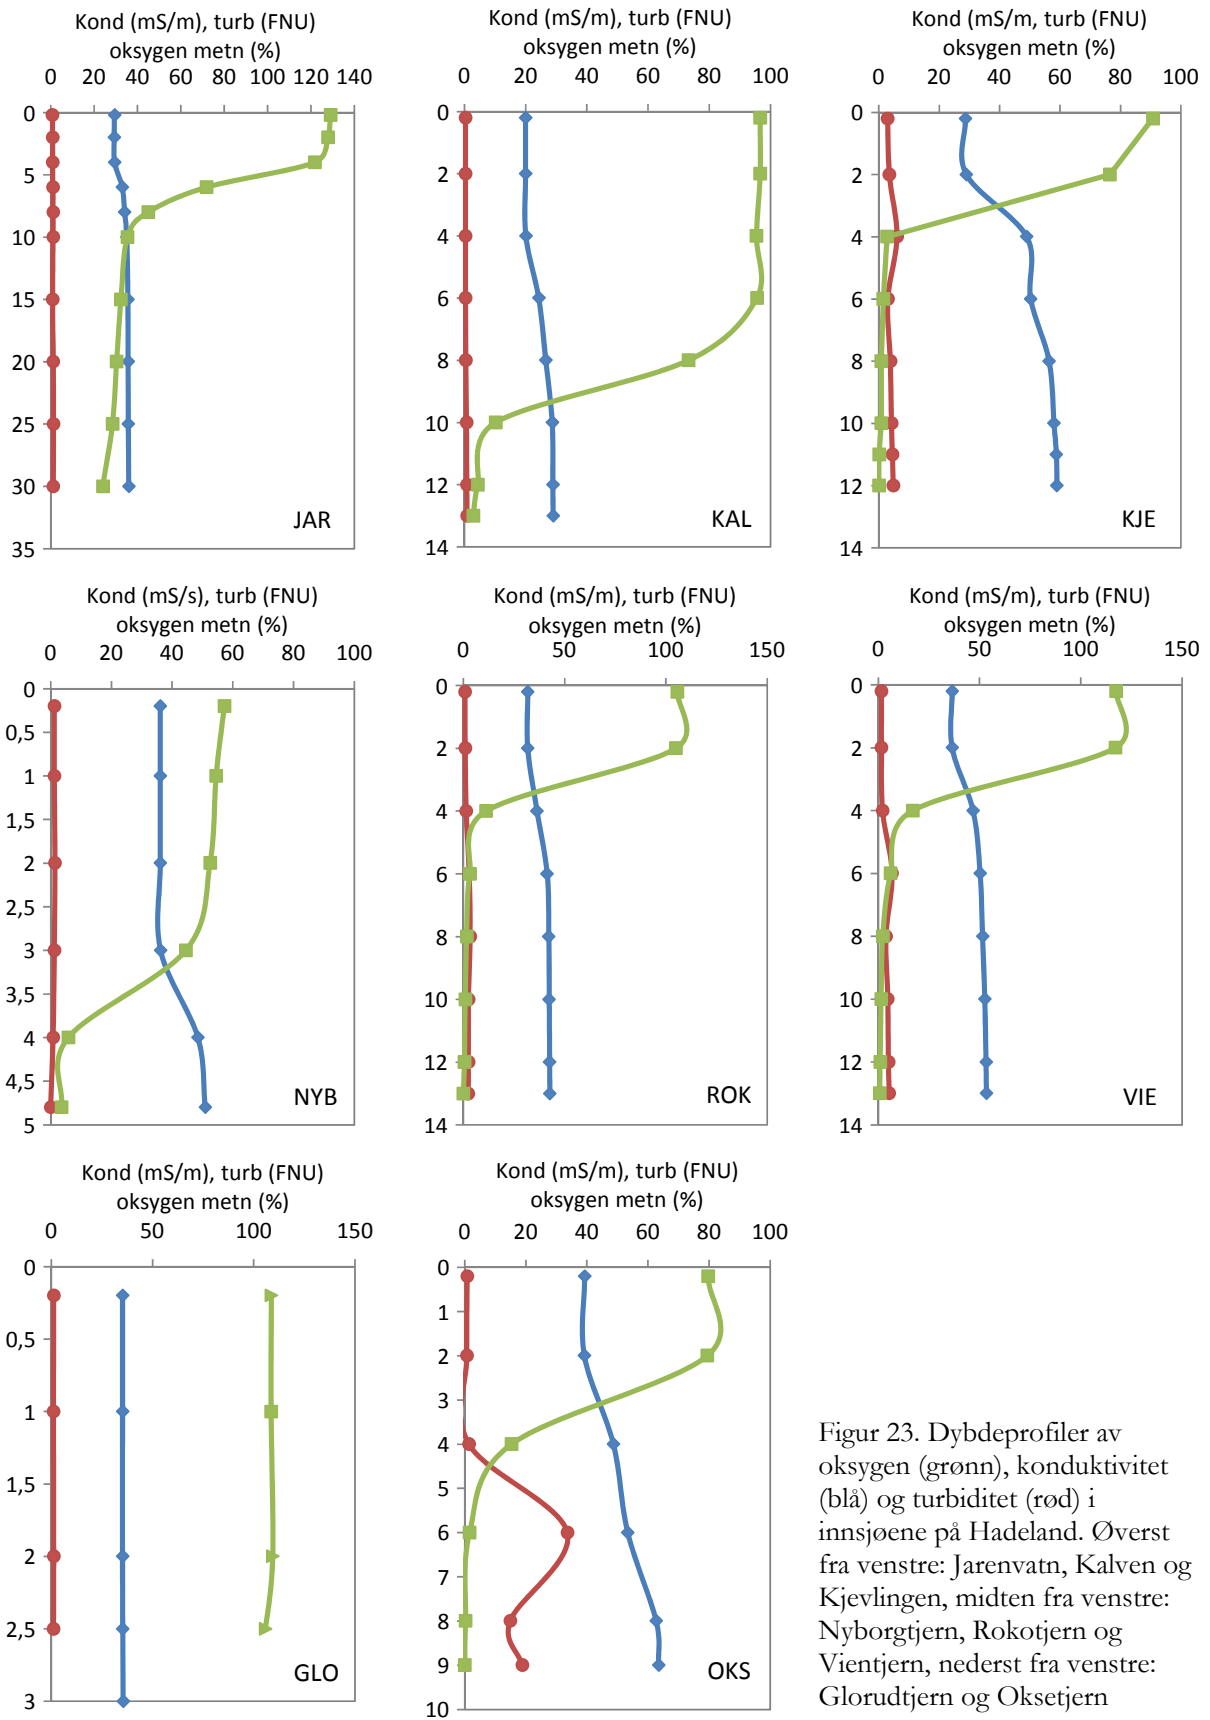 Kond (mS/m), turb (FNU)
oksygen metn (%)
0 20 40 60 80 100 120 140
0
5
10
15
20
25
30
35
JAR
Kond (mS/m), turb (FNU)
oksygen metn (%)
0 20 40 60 80 100
0
2
4
6
8
10
12
14
KAL
Kond (mS/m, turb (FNU)
oksygen metn (%)
0 20 40 60 80 100
0
2
4
6
8
10
12
14
KJE
Kond (mS/s), turb (FNU)
oksygen metn (%)
0 20 40 60 80 100
0
0,5
1
1,5
2
2,5
3
3,5
4
4,5
5
NYB
Kond (mS/m), turb (FNU)
oksygen metn (%)
0 50 100 150
0
2
4
6
8
10
12
14
ROK
Kond (mS/m), turb (FNU)
oksygen metn (%)
0 50 100 150
0
2
4
6
8
10
12
14
VIE
Kond (mS/m), turb (FNU)
oksygen metn (%)
0 50 100 150
0
0,5
1
1,5
2
2,5
3
GLO
Kond (mS/m), turb (FNU)
oksygen metn (%)
0 20 40 60 80 100
0
1
2
3
4
5
6
7
8
9
10
OKS
Figur 23. Dybdeprofiler av
oksygen (grønn), konduktivitet
(blå) og turbiditet (rød) i
innsjøene på Hadeland. Øverst
fra venstre: Jarenvatn, Kalven og
Kjevlingen, midten fra venstre:
Nyborgtjern, Rokotjern og
Vientjern, nederst fra venstre:
Glorudtjern og Oksetjern